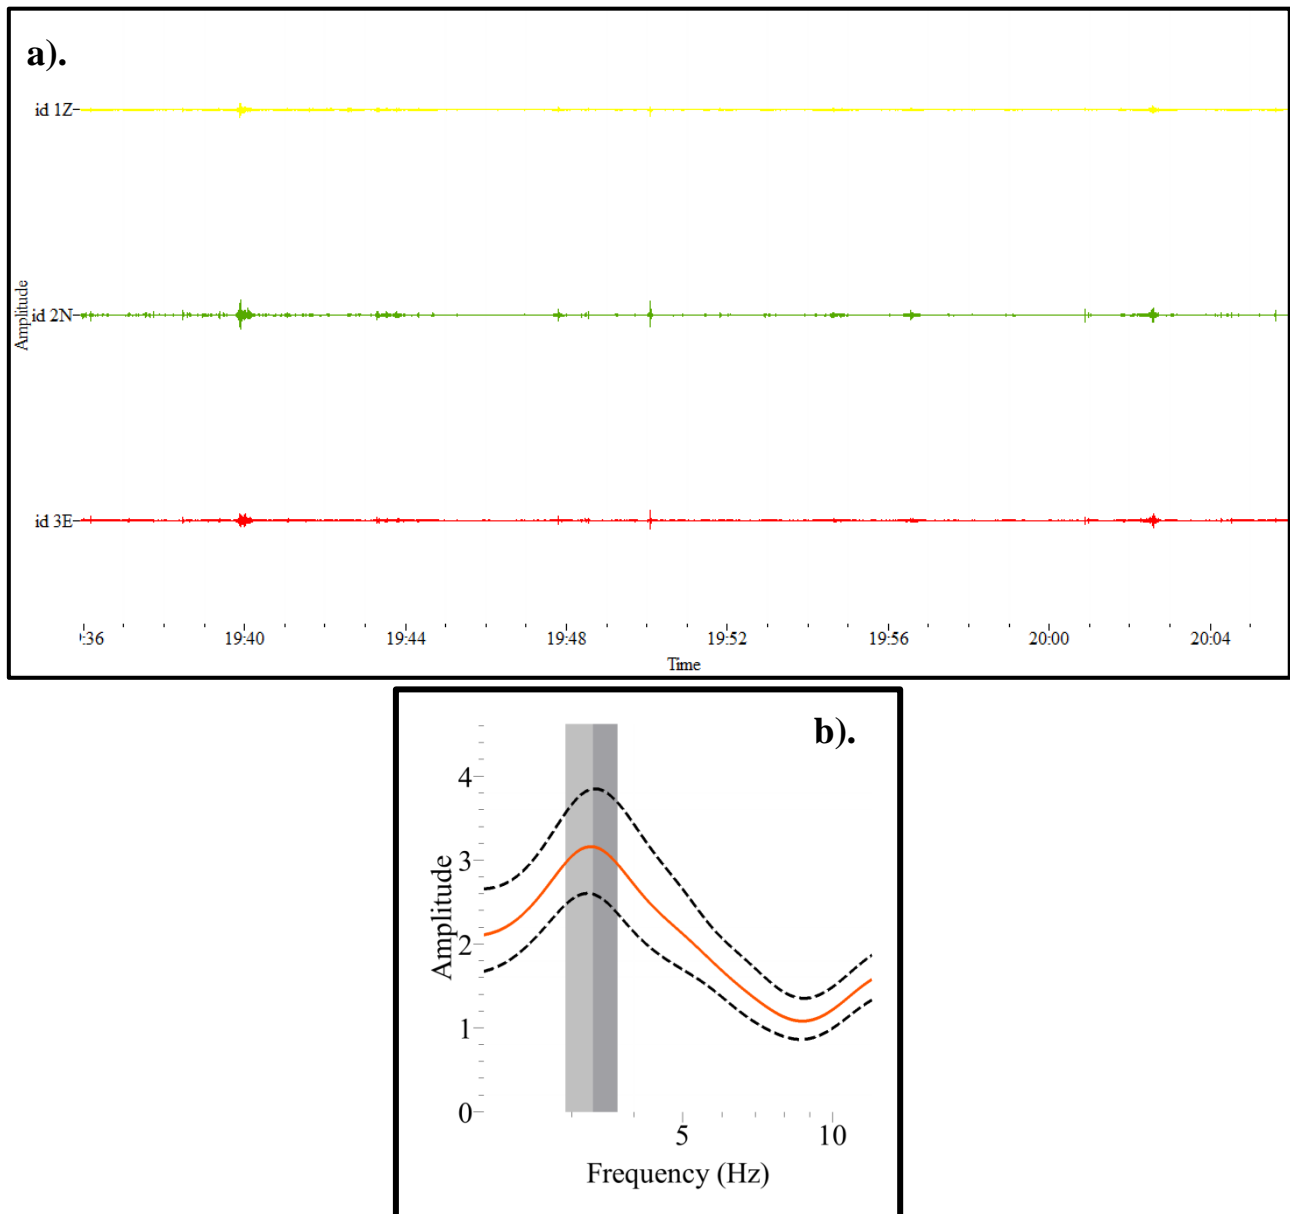 a).
id 1Z
Amplitude
id 2N
id 3E
:36 19:40 19:44 19:48 19:52 19:56 20:00 20:04
Time
b).
4
3
2
1
0
Amplitude
5 10
Frequency (Hz)